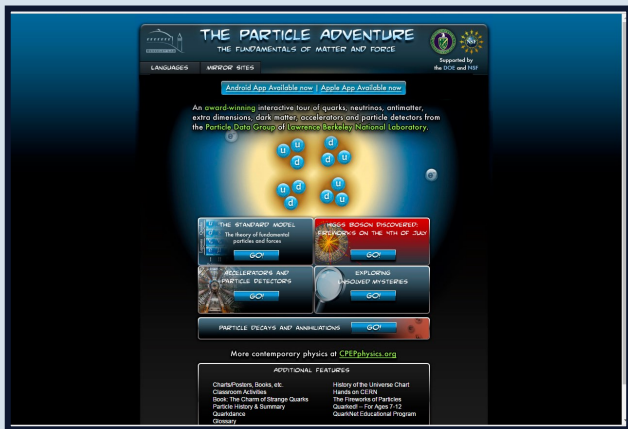 THE PARTICLE ADVENTURE
THE FUNDAMENTALS OF MATTER AND FORCE
Supported by
the DOE and NSF
LANGUAGES
MIRROR SITES
Android App Available now | Apple App Available now
An award-winning interactive tour of quarks, neutrinos, antimatter,
extra dimensions, dark matter, accelerators and particle detectors from
the Particle Data Group of Lawrence Berkeley National Laboratory.
u u d u
d d
u d d u
d u
THE STANDARD MODEL
The theory of fundamental
particles and forces
GO!
HIGGS BOSON DISCOVERED:
FIREWORKS ON THE 4TH OF JULY
GO!
ACCELERATORS AND
PARTICLE DETECTORS
GO!
EXPLORING
UNSOLVED MYSTERIES
GO!
PARTICLE DECAYS AND ANNIHILATIONS GO!
More contemporary physics at CPEPphysics.org
ADDITIONAL FEATURES
Charts/Posters, Books, etc.
Classroom Activities
Book: The Charm of Strange Quarks
Particle History & Summary
Quarkdance
Glossary
History of the Universe Chart
Hands on CERN
The Fireworks of Particles
Quarked! -- For Ages 7-12
QuarkNet Educational Program